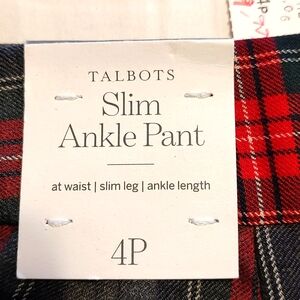 TALBOTS
Slim
Ankle Pant
at waist | slim leg | ankle length
4P